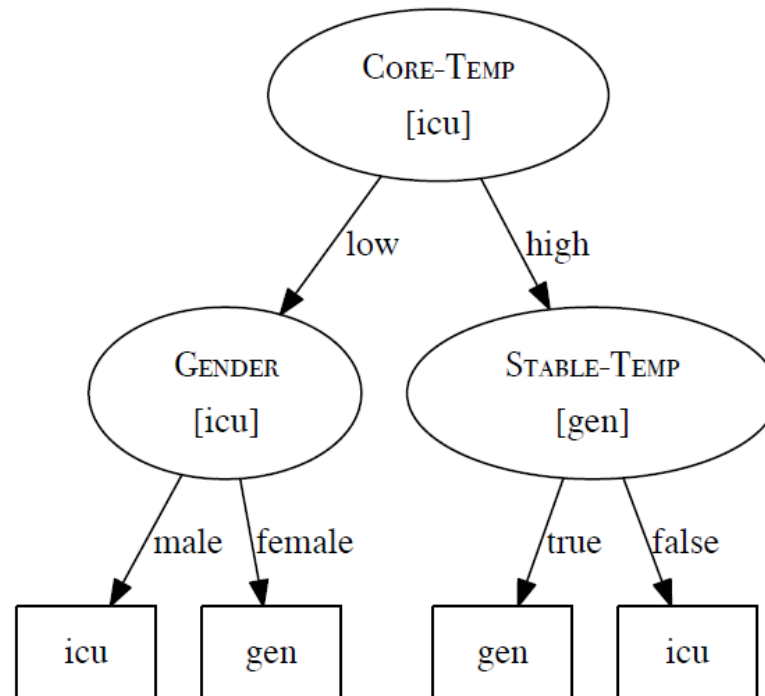 CORE-TEMP
[icu]
low
high
GENDER
[icu]
STABLE-TEMP
[gen]
male
female
true
false
icu
gen
gen
icu